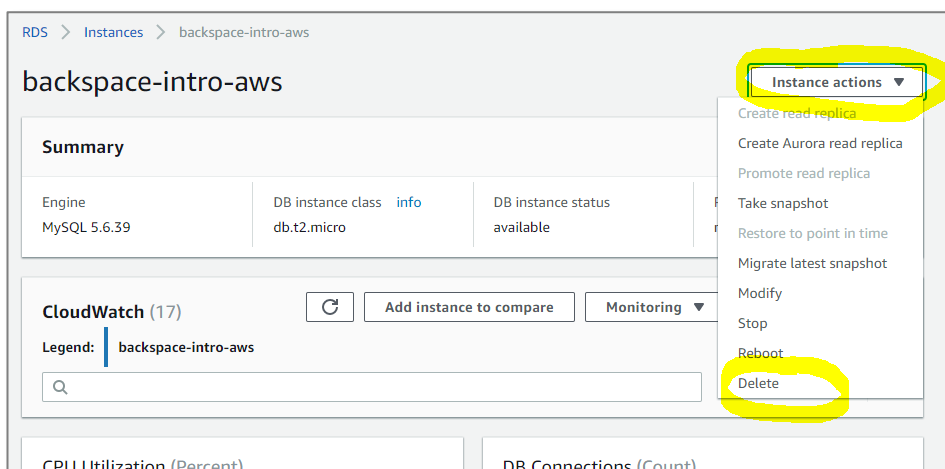 RDS > Instances > backspace-intro-aws
backspace-intro-aws
Instance actions
Create read replica
Create Aurora read replica
Promote read replica
Take snapshot
Restore to point in time
Migrate latest snapshot
Modify
Stop
Reboot
Delete
Summary
Engine
MySQL 5.6.39
DB instance class info
db.t2.micro
DB instance status
available
CloudWatch (17)
Add instance to compare
Monitoring
Legend: backspace-intro-aws
CPU Utilization (Percent)
DB Connections (Count)